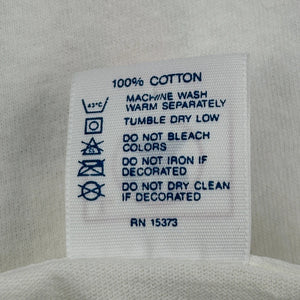 100% COTTON
43°C MACHINE WASH
WARM SEPARATELY
TUMBLE DRY LOW
DO NOT BLEACH
COLORS
DO NOT IRON IF
DECORATED
DO NOT DRY CLEAN
IF DECORATED
RN 15373